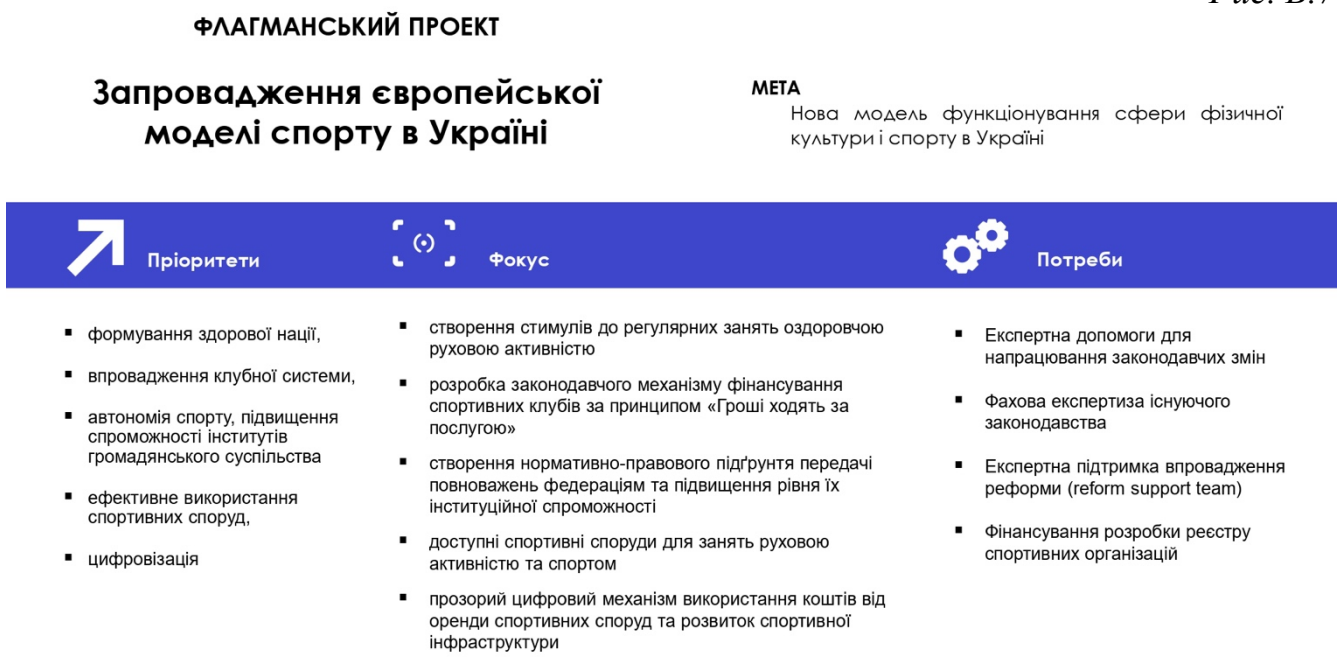 ФЛАГМАНСЬКИЙ ПРОЕКТ
Запровадження європейської
моделі спорту в Україні
МЕТА
Нова модель функціонування сфери фізичної
культури і спорту в Україні
Пріоритети
▪ формування здорової нації,
▪ впровадження клубної системи,
▪ автономія спорту, підвищення
спроможності інститутів
громадянського суспільства
▪ ефективне використання
спортивних споруд,
▪ цифровізація
Фокус
▪ створення стимулів до регулярних занять оздоровчою
руховою активністю
▪ розробка законодавчого механізму фінансування
спортивних клубів за принципом «Гроші ходять за
послугою»
▪ створення нормативно-правового підґрунтя передачі
повноважень федераціям та підвищення рівня їх
інституційної спроможності
▪ доступні спортивні споруди для занять руховою
активністю та спортом
▪ прозорий цифровий механізм використання коштів від
оренди спортивних споруд та розвиток спортивної
інфраструктури
Потреби
▪ Експертна допомоги для
напрацювання законодавчих змін
▪ Фахова експертиза існуючого
законодавства
▪ Експертна підтримка впровадження
реформи (reform support team)
▪ Фінансування розробки реєстру
спортивних організацій